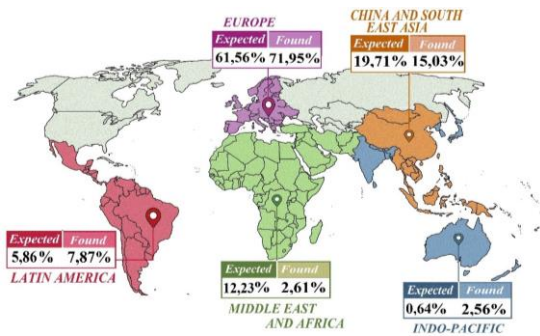 EUROPE
Expected Found
61,56% 71,95%
CHINA AND SOUTH
EAST ASIA
Expected Found
19,71% 15,03%
Expected Found
5,86% 7,87%
LATIN AMERICA
Expected Found
12,23% 2,61%
MIDDLE EAST
AND AFRICA
Expected Found
0,64% 2,56%
INDO-PACIFIC